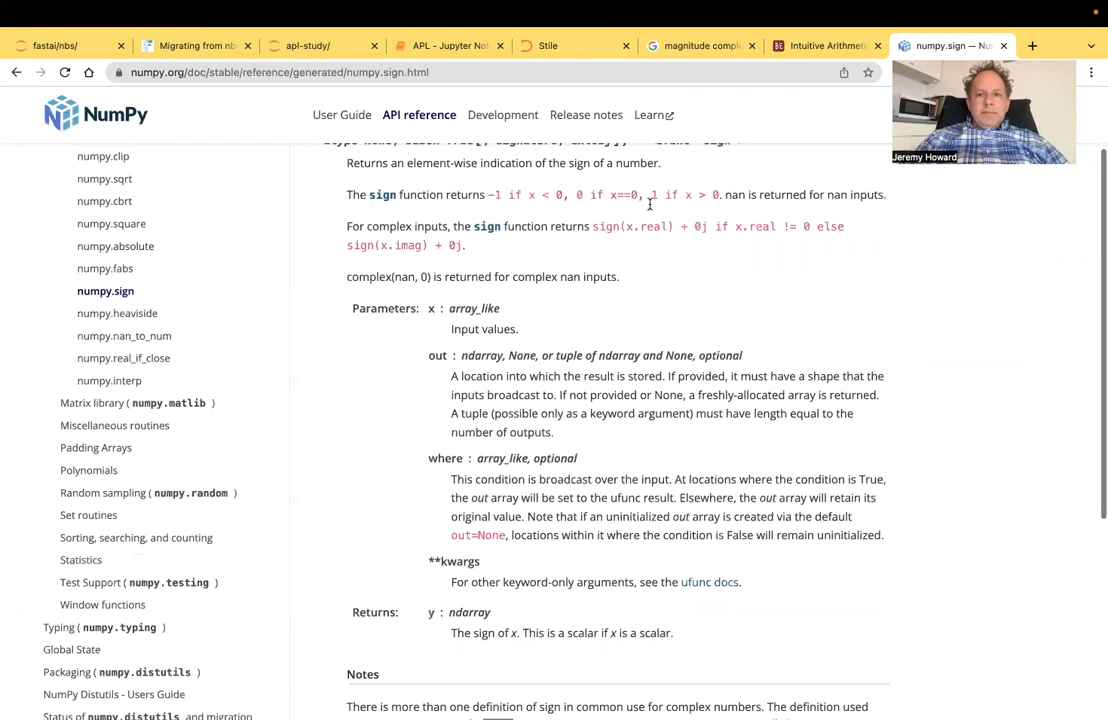 fastai/nbs/
Migrating from nb
apl-study/
APL - Jupyter Not
Stile
magnitude comple
Intuitive Arithmeti
numpy.sign — Nu
numpy.org/doc/stable/reference/generated/numpy.sign.html
NumPy
User Guide
API reference
Development
Release notes
Learn
Jeremy Howard
numpy.clip
numpy.sqrt
numpy.cbrt
numpy.square
numpy.absolute
numpy.fabs
numpy.sign
numpy.heaviside
numpy.nan_to_num
numpy.real_if_close
numpy.interp
Matrix library ( numpy.matlib )
Miscellaneous routines
Padding Arrays
Polynomials
Random sampling ( numpy.random )
Set routines
Sorting, searching, and counting
Statistics
Test Support ( numpy.testing )
Window functions
Typing ( numpy.typing )
Global State
Packaging ( numpy.distutils )
NumPy Distutils - Users Guide
Status of numpy.distutils and migration
Returns an element-wise indication of the sign of a number.
The sign function returns -1 if x < 0, 0 if x==0, 1 if x > 0. nan is returned for nan inputs.
For complex inputs, the sign function returns sign(x.real) + 0j if x.real != 0 else
sign(x.imag) + 0j.
complex(nan, 0) is returned for complex nan inputs.
Parameters: x : array_like
Input values.
out : ndarray, None, or tuple of ndarray and None, optional
A location into which the result is stored. If provided, it must have a shape that the
inputs broadcast to. If not provided or None, a freshly-allocated array is returned.
A tuple (possible only as a keyword argument) must have length equal to the
number of outputs.
where : array_like, optional
This condition is broadcast over the input. At locations where the condition is True,
the out array will be set to the ufunc result. Elsewhere, the out array will retain its
original value. Note that if an uninitialized out array is created via the default
out=None, locations within it where the condition is False will remain uninitialized.
**kwargs
For other keyword-only arguments, see the ufunc docs.
Returns: y : ndarray
The sign of x. This is a scalar if x is a scalar.
Notes
There is more than one definition of sign in common use for complex numbers. The definition used